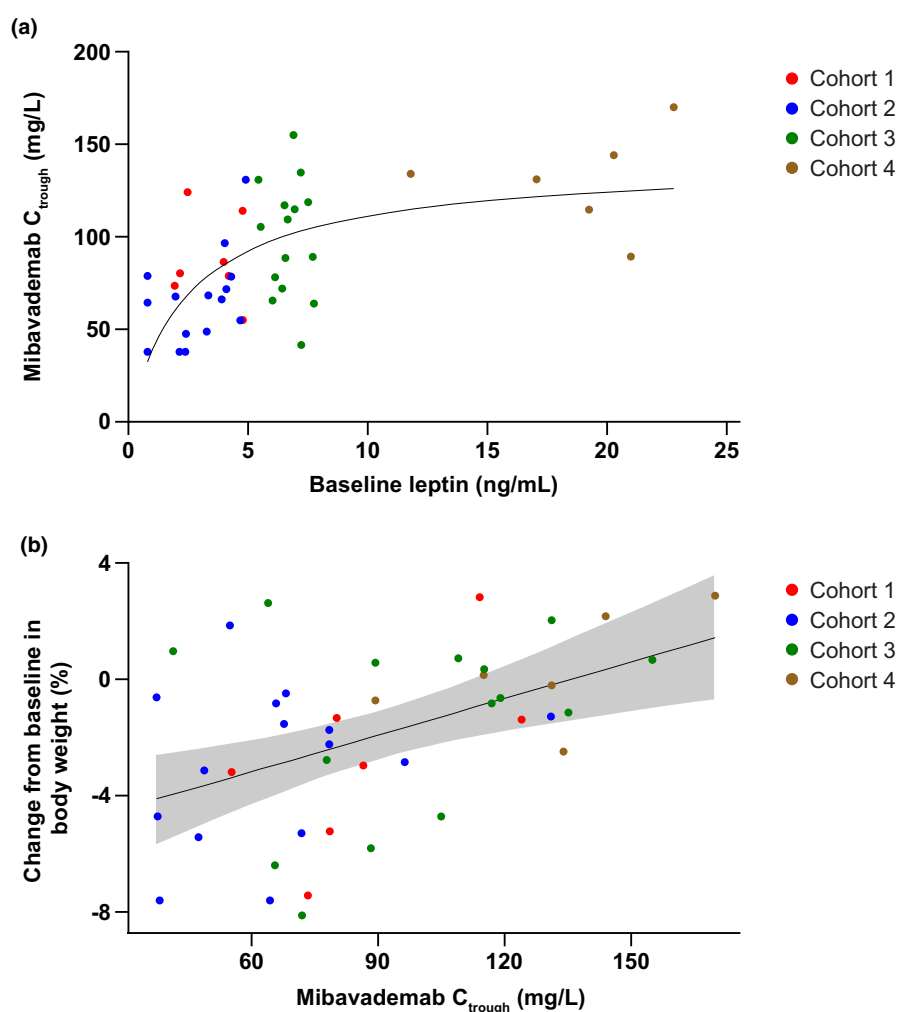 (a)
Mibavademab Ctrough (mg/L)
200
150
100
50
0
0 5 10 15 20 25
Baseline leptin (ng/mL)
Cohort 1
Cohort 2
Cohort 3
Cohort 4
(b)
Change from baseline in
body weight (%)
4
0
-4
-8
60 90 120 150
Mibavademab Ctrough (mg/L)
Cohort 1
Cohort 2
Cohort 3
Cohort 4